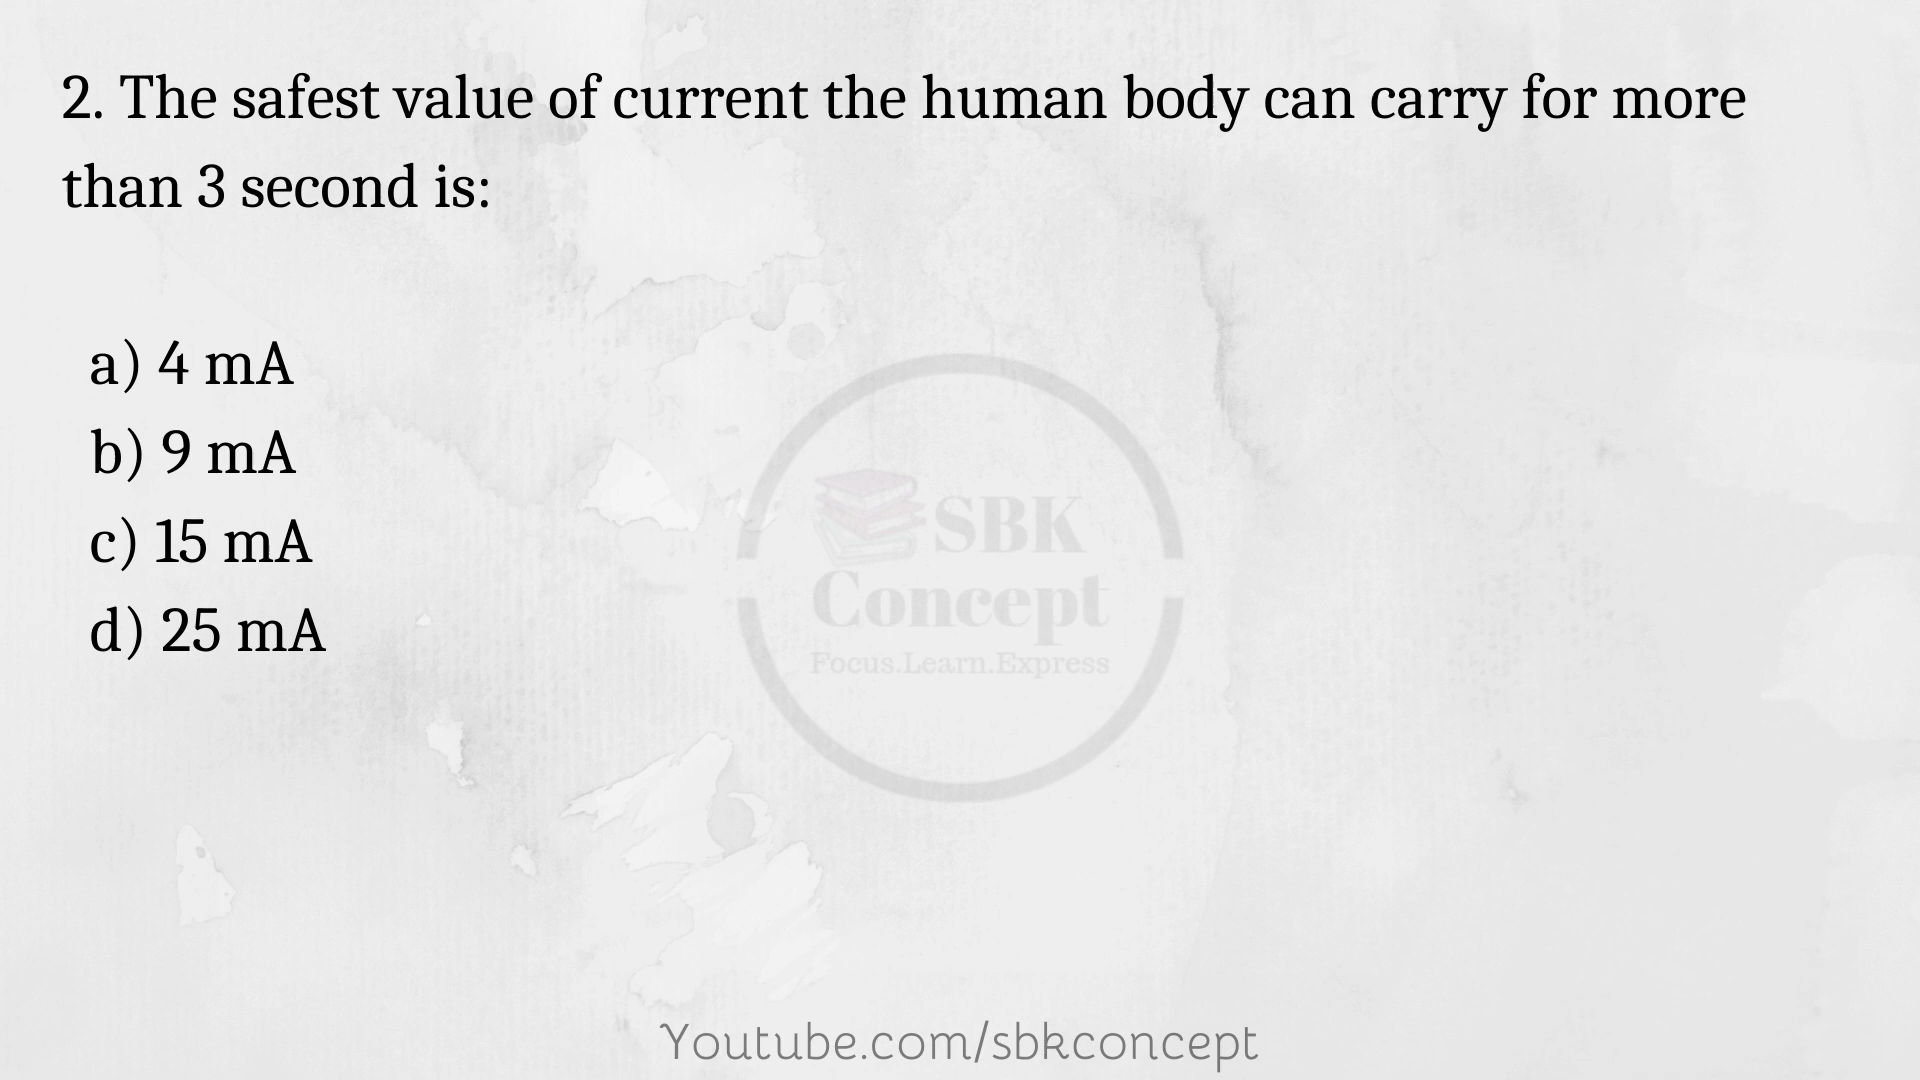 2. The safest value of current the human body can carry for more
than 3 second is:
a) 4 mA
b) 9 mA
c) 15 mA
d) 25 mA
SBK
Concept
Focus.Learn.Express
Youtube.com/sbkconcept